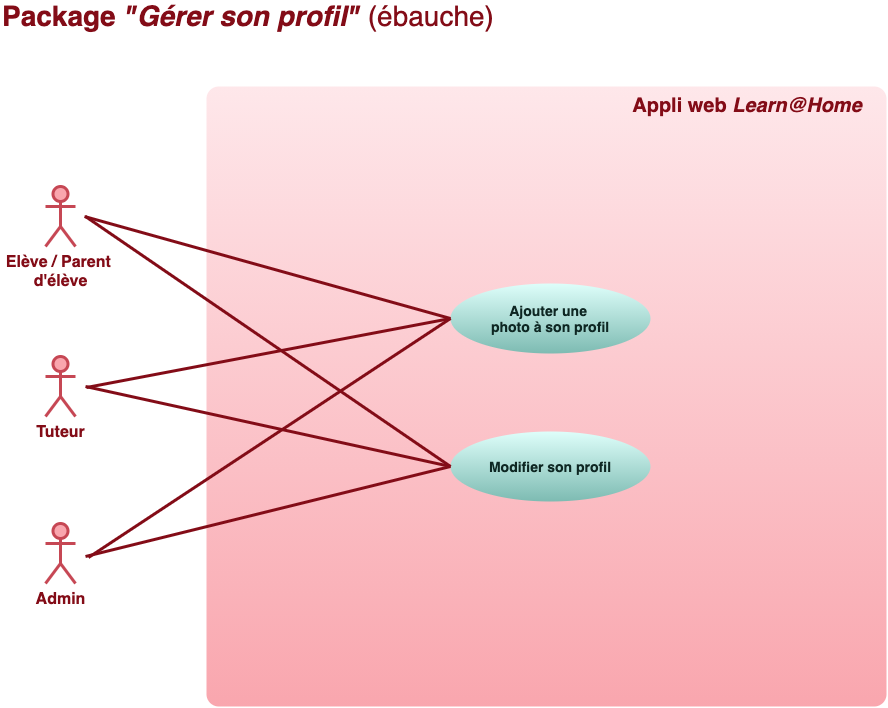 Package "Gérer son profil" (ébauche)
Appli web Learn@Home
Elève / Parent
d'élève
Ajouter une
photo à son profil
Tuteur
Modifier son profil
Admin